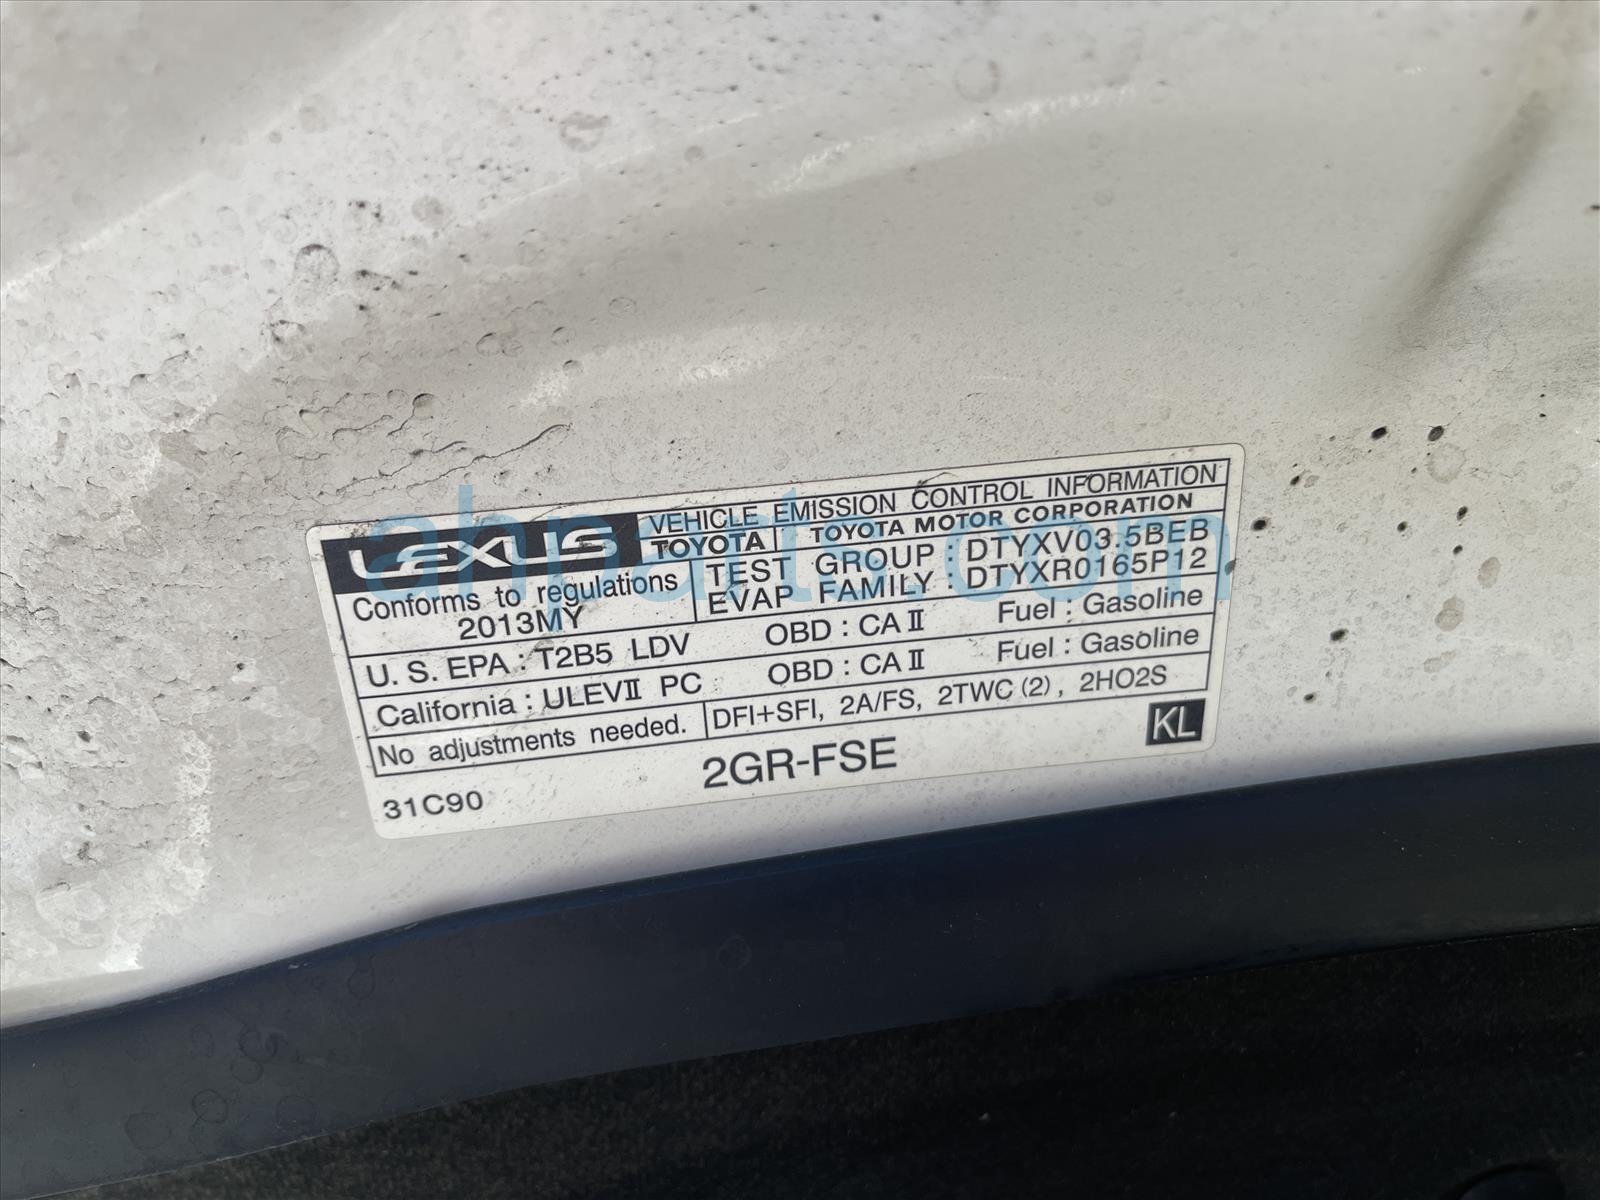 LEXUS VEHICLE EMISSION CONTROL INFORMATION
TOYOTA TOYOTA MOTOR CORPORATION
Conforms to regulations
2013MY
TEST GROUP : DTYXV03.5BEB
EVAP FAMILY : DTYXR0165P12
U. S. EPA : T2B5 LDV OBD : CA II Fuel : Gasoline
California : ULEVII PC OBD : CA II Fuel : Gasoline
No adjustments needed. DFI+SFI, 2A/FS, 2TWC (2), 2HO2S
31C90 2GR-FSE KL
ahparts.com